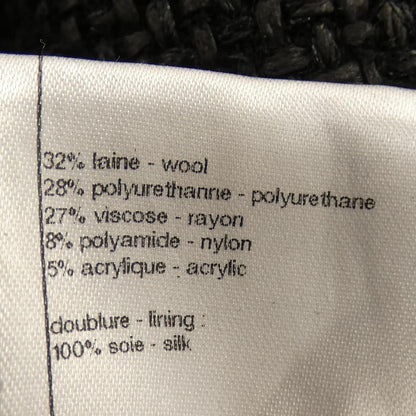 32% laine - wool
28% polyurethanne - polyurethane
27% viscose - rayon
8% polyamide - nylon
5% acrylique - acrylic
doublure - lining :
100% soie - silk